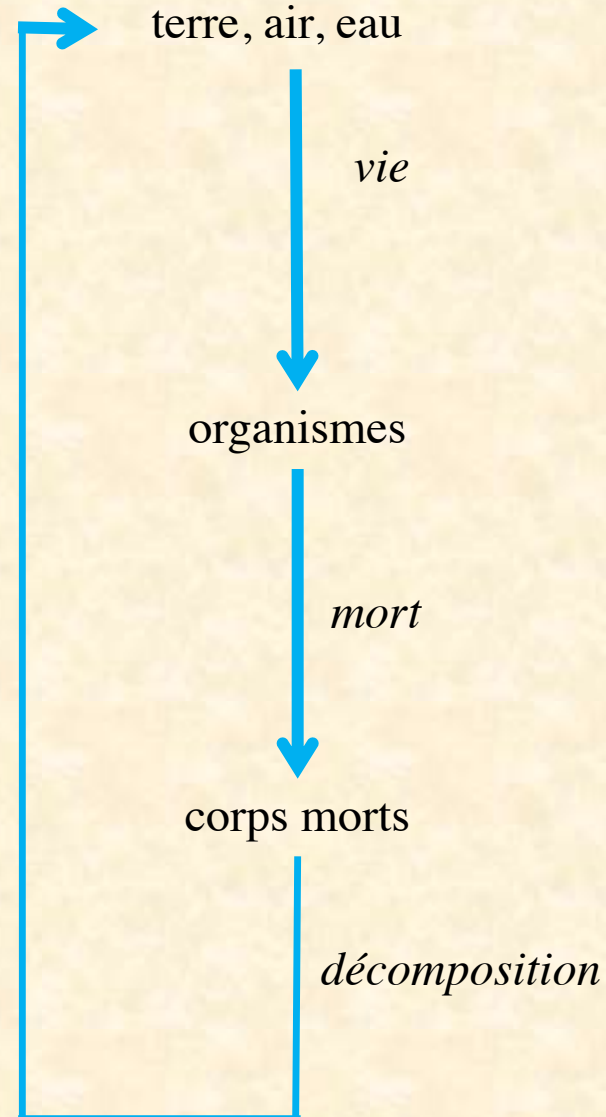 terre, air, eau
vie
organismes
mort
corps morts
décomposition